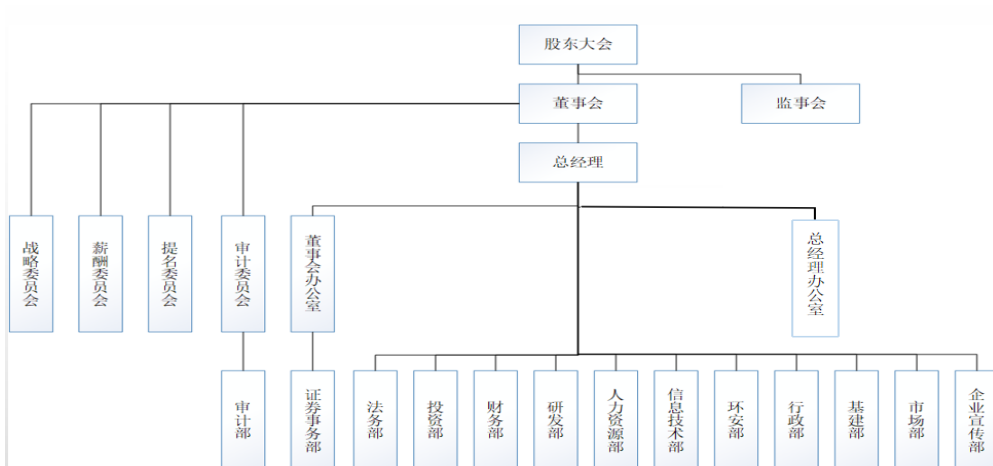 股东大会
董事会
监事会
总经理
战略委员会
薪酬委员会
提名委员会
审计委员会
董事会办公室
总经理办公室
审计部
证券事务部
法务部
投资部
财务部
研发部
人力资源部
信息技术部
环安部
行政部
基建部
市场部
企业宣传部